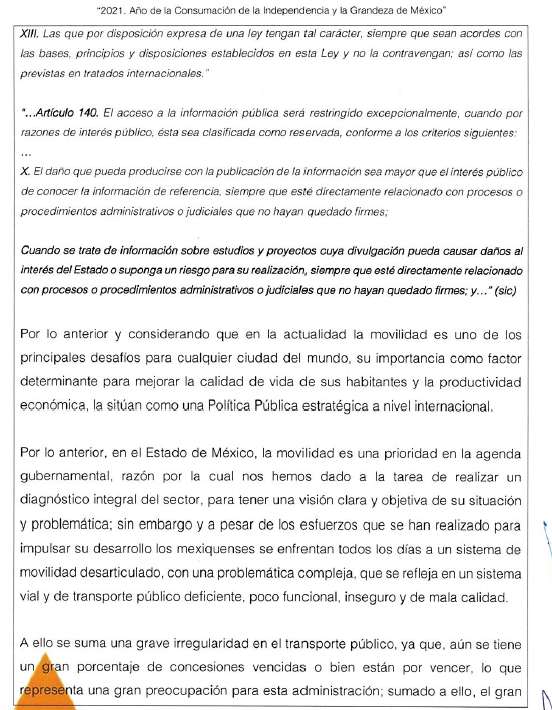 "2021. Año de la Consumación de la Independencia y la Grandeza de México"
XIII. Las que por disposición expresa de una ley tengan tal carácter, siempre que sean acordes con
las bases, principios y disposiciones establecidos en esta Ley y no la contravengan; así como las
previstas en tratados internacionales."
"...Artículo 140. El acceso a la información pública será restringido excepcionalmente, cuando por
razones de interés público, ésta sea clasificada como reservada, conforme a los criterios siguientes:
...
X. El daño que pueda producirse con la publicación de la información sea mayor que el interés público
de conocer la información de referencia, siempre que esté directamente relacionado con procesos o
procedimientos administrativos o judiciales que no hayan quedado firmes;
Cuando se trate de información sobre estudios y proyectos cuya divulgación pueda causar daños al
interés del Estado o suponga un riesgo para su realización, siempre que esté directamente relacionado
con procesos o procedimientos administrativos o judiciales que no hayan quedado firmes; y..." (sic)
Por lo anterior y considerando que en la actualidad la movilidad es uno de los
principales desafíos para cualquier ciudad del mundo, su importancia como factor
determinante para mejorar la calidad de vida de sus habitantes y la productividad
económica, la sitúan como una Política Pública estratégica a nivel internacional.
Por lo anterior, en el Estado de México, la movilidad es una prioridad en la agenda
gubernamental, razón por la cual nos hemos dado a la tarea de realizar un
diagnóstico integral del sector, para tener una visión clara y objetiva de su situación
y problemática; sin embargo y a pesar de los esfuerzos que se han realizado para
impulsar su desarrollo los mexiquenses se enfrentan todos los días a un sistema de
movilidad desarticulado, con una problemática compleja, que se refleja en un sistema
vial y de transporte público deficiente, poco funcional, inseguro y de mala calidad.
A ello se suma una grave irregularidad en el transporte público, ya que, aún se tiene
un gran porcentaje de concesiones vencidas o bien están por vencer, lo que
representa una gran preocupación para esta administración; sumado a ello, el gran